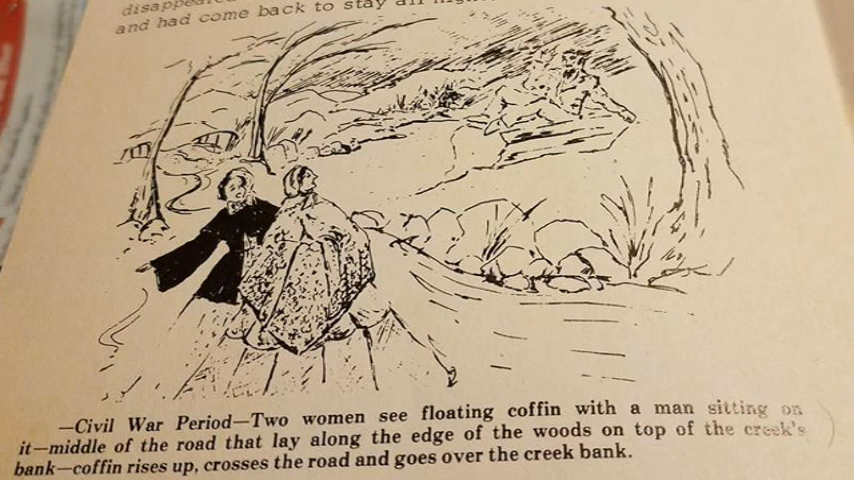 disappeared
and had come back to stay all
—Civil War Period—Two women see floating coffin with a man sitting on
it—middle of the road that lay along the edge of the woods on top of the creek's
bank—coffin rises up, crosses the road and goes over the creek bank.